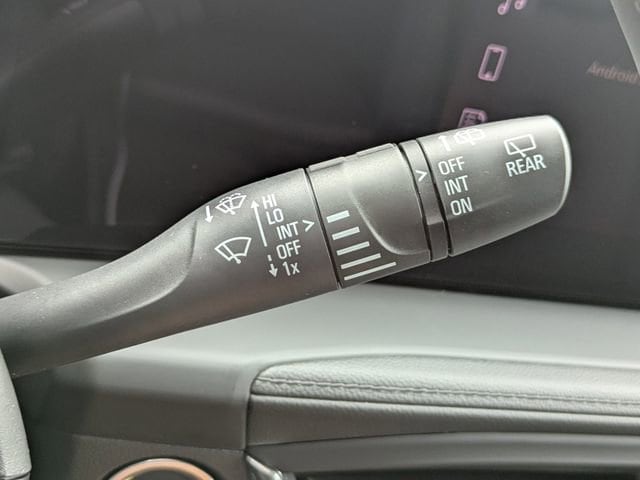 HI
LO
INT >
OFF
1x
>
OFF
INT
ON
REAR
Android